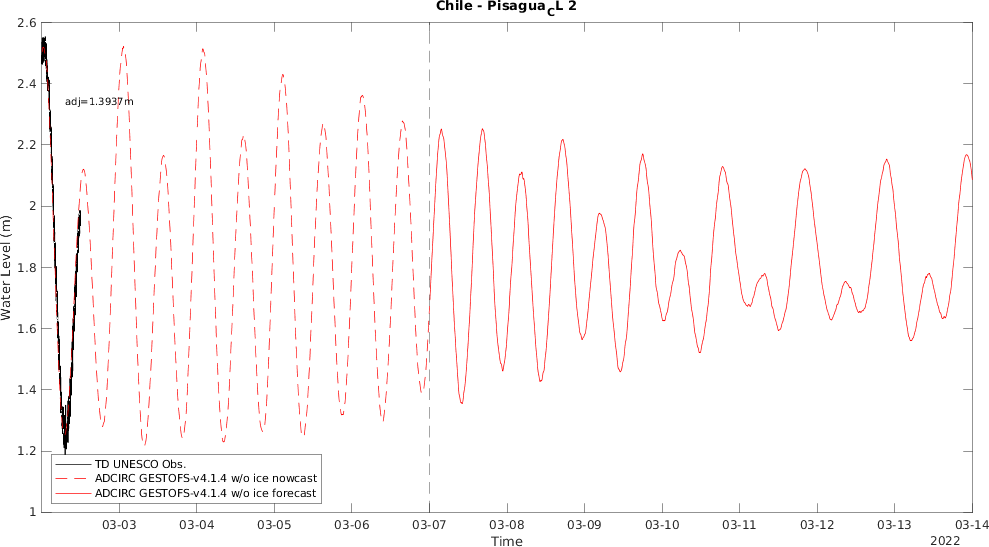 Chile - Pisagua_CL 2
2.6
2.4
2.2
2
1.8
1.6
1.4
1.2
1
Water Level (m)
adj=1.3937m
TD UNESCO Obs.
ADCIRC GESTOFS-v4.1.4 w/o ice nowcast
ADCIRC GESTOFS-v4.1.4 w/o ice forecast
03-03 03-04 03-05 03-06 03-07 03-08 03-09 03-10 03-11 03-12 03-13 03-14
Time
2022